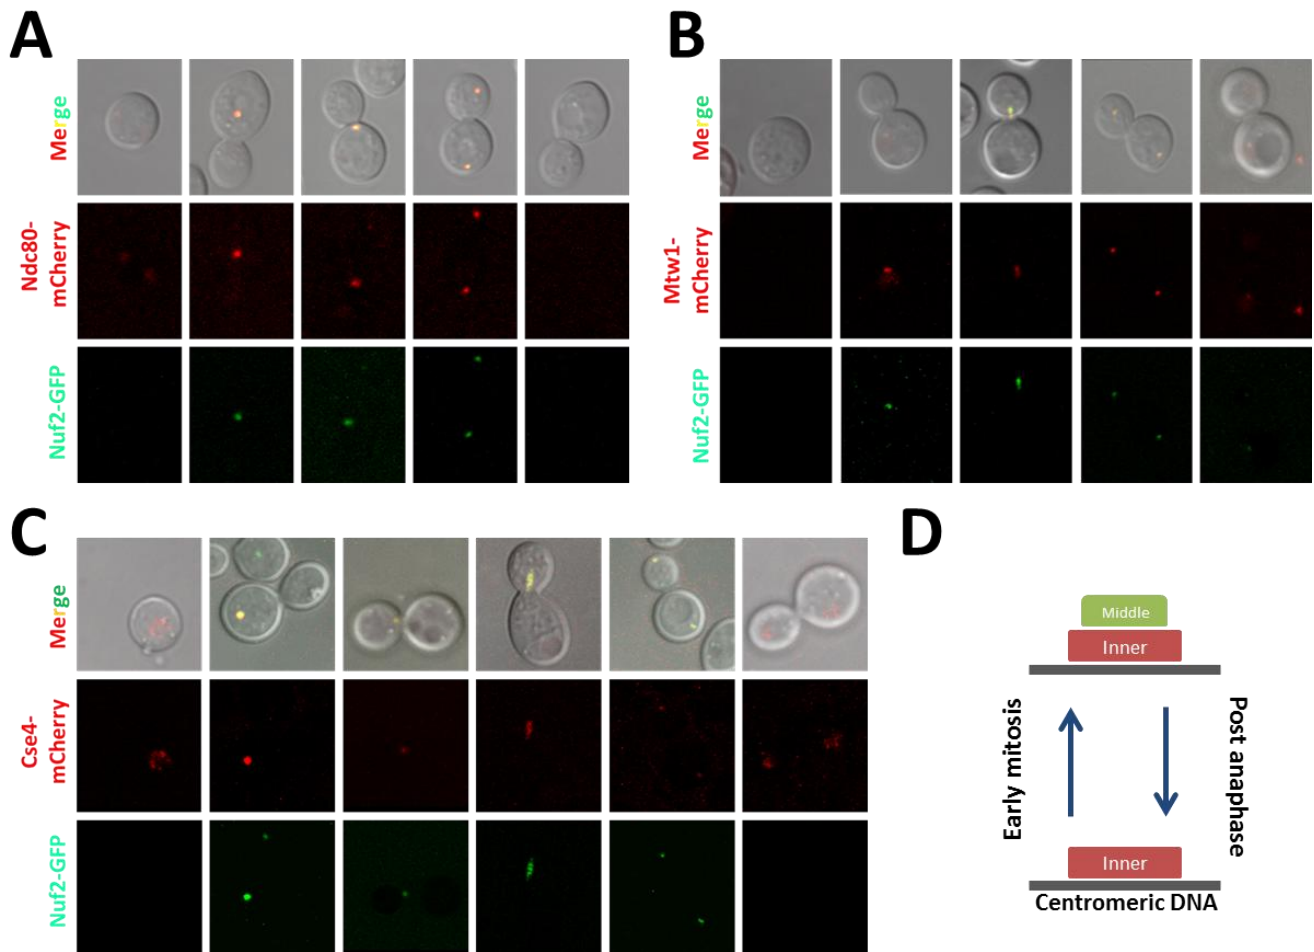 A
Merge
Ndc80-
mCherry
Nuf2-GFP
B
Merge
Mtw1-
mCherry
Nuf2-GFP
C
Merge
Cse4-
mCherry
Nuf2-GFP
D
Middle
Inner
Early mitosis
Post anaphase
Inner
Centromeric DNA